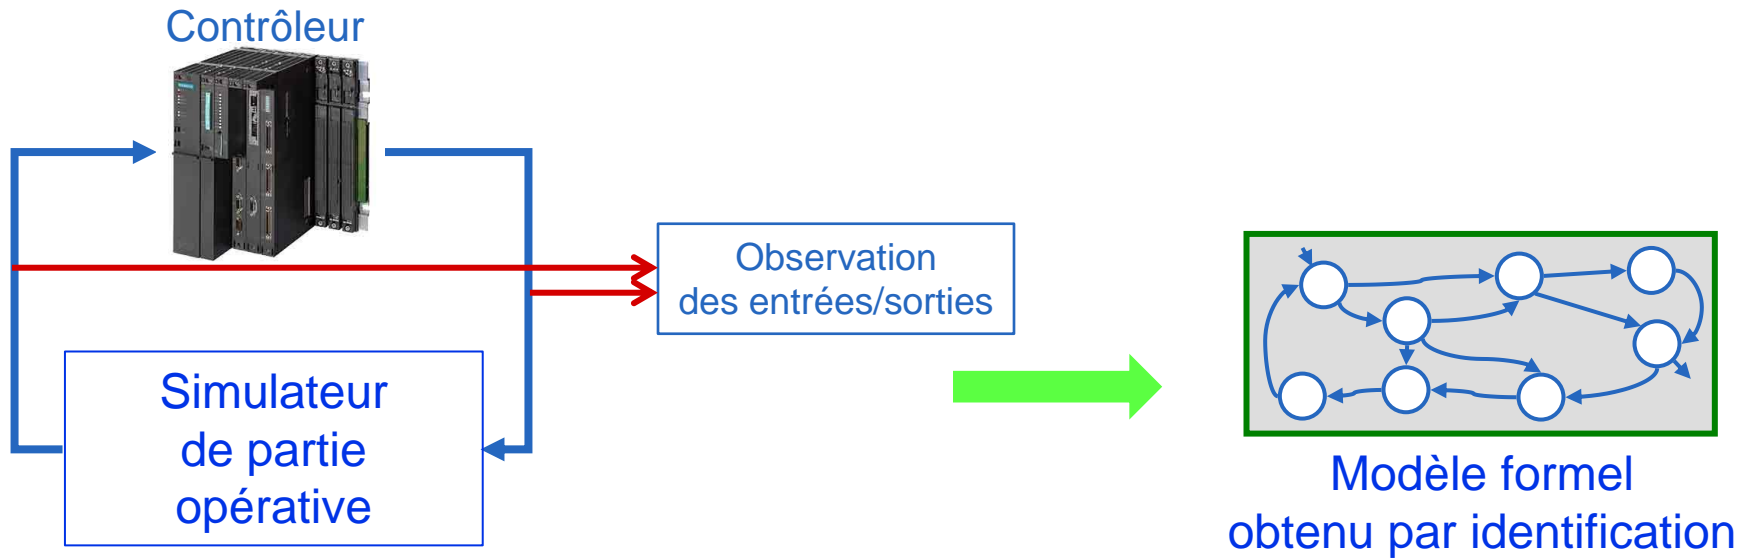 Contrôleur
Observation
des entrées/sorties
Simulateur
de partie
opérative
Modèle formel
obtenu par identification